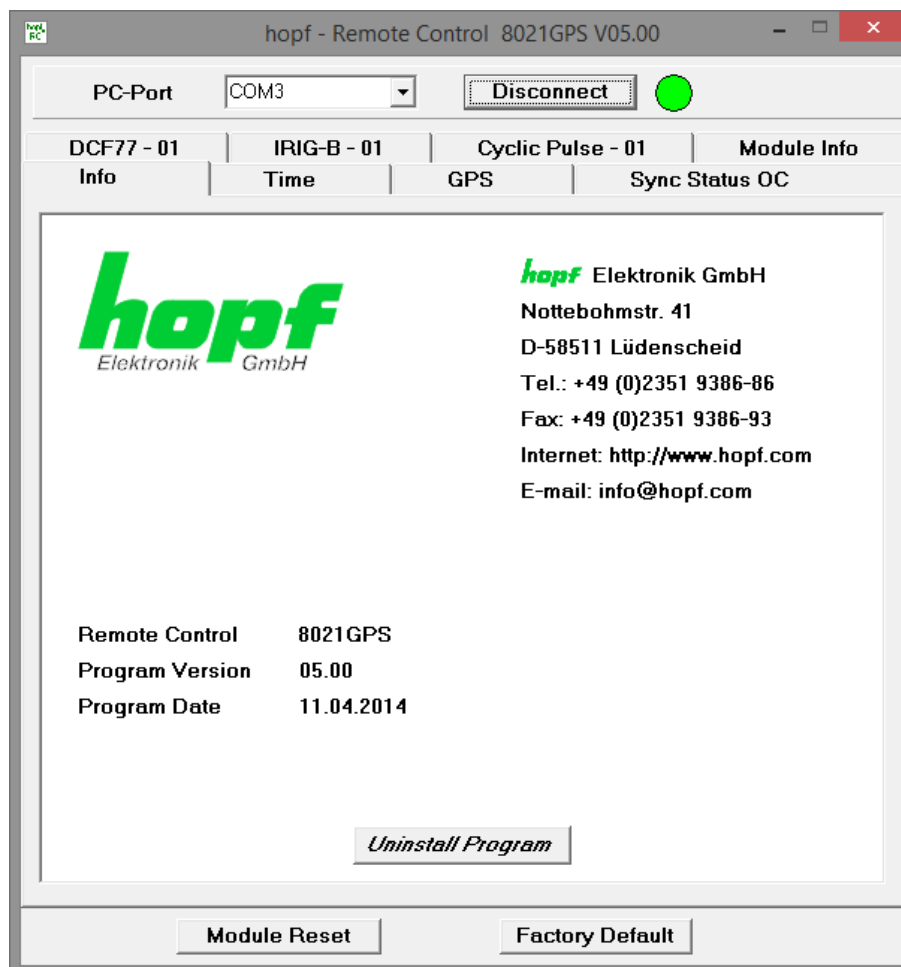 hopf RC
hopf - Remote Control 8021GPS V05.00
PC-Port COM3 Disconnect
DCF77 - 01 IRIG-B - 01 Cyclic Pulse - 01 Module Info
Info Time GPS Sync Status OC
hopf
Elektronik GmbH
hopf Elektronik GmbH
Nottebohmstr. 41
D-58511 Lüdenscheid
Tel.: +49 (0)2351 9386-86
Fax: +49 (0)2351 9386-93
Internet: http://www.hopf.com
E-mail: info@hopf.com
Remote Control 8021GPS
Program Version 05.00
Program Date 11.04.2014
Uninstall Program
Module Reset Factory Default